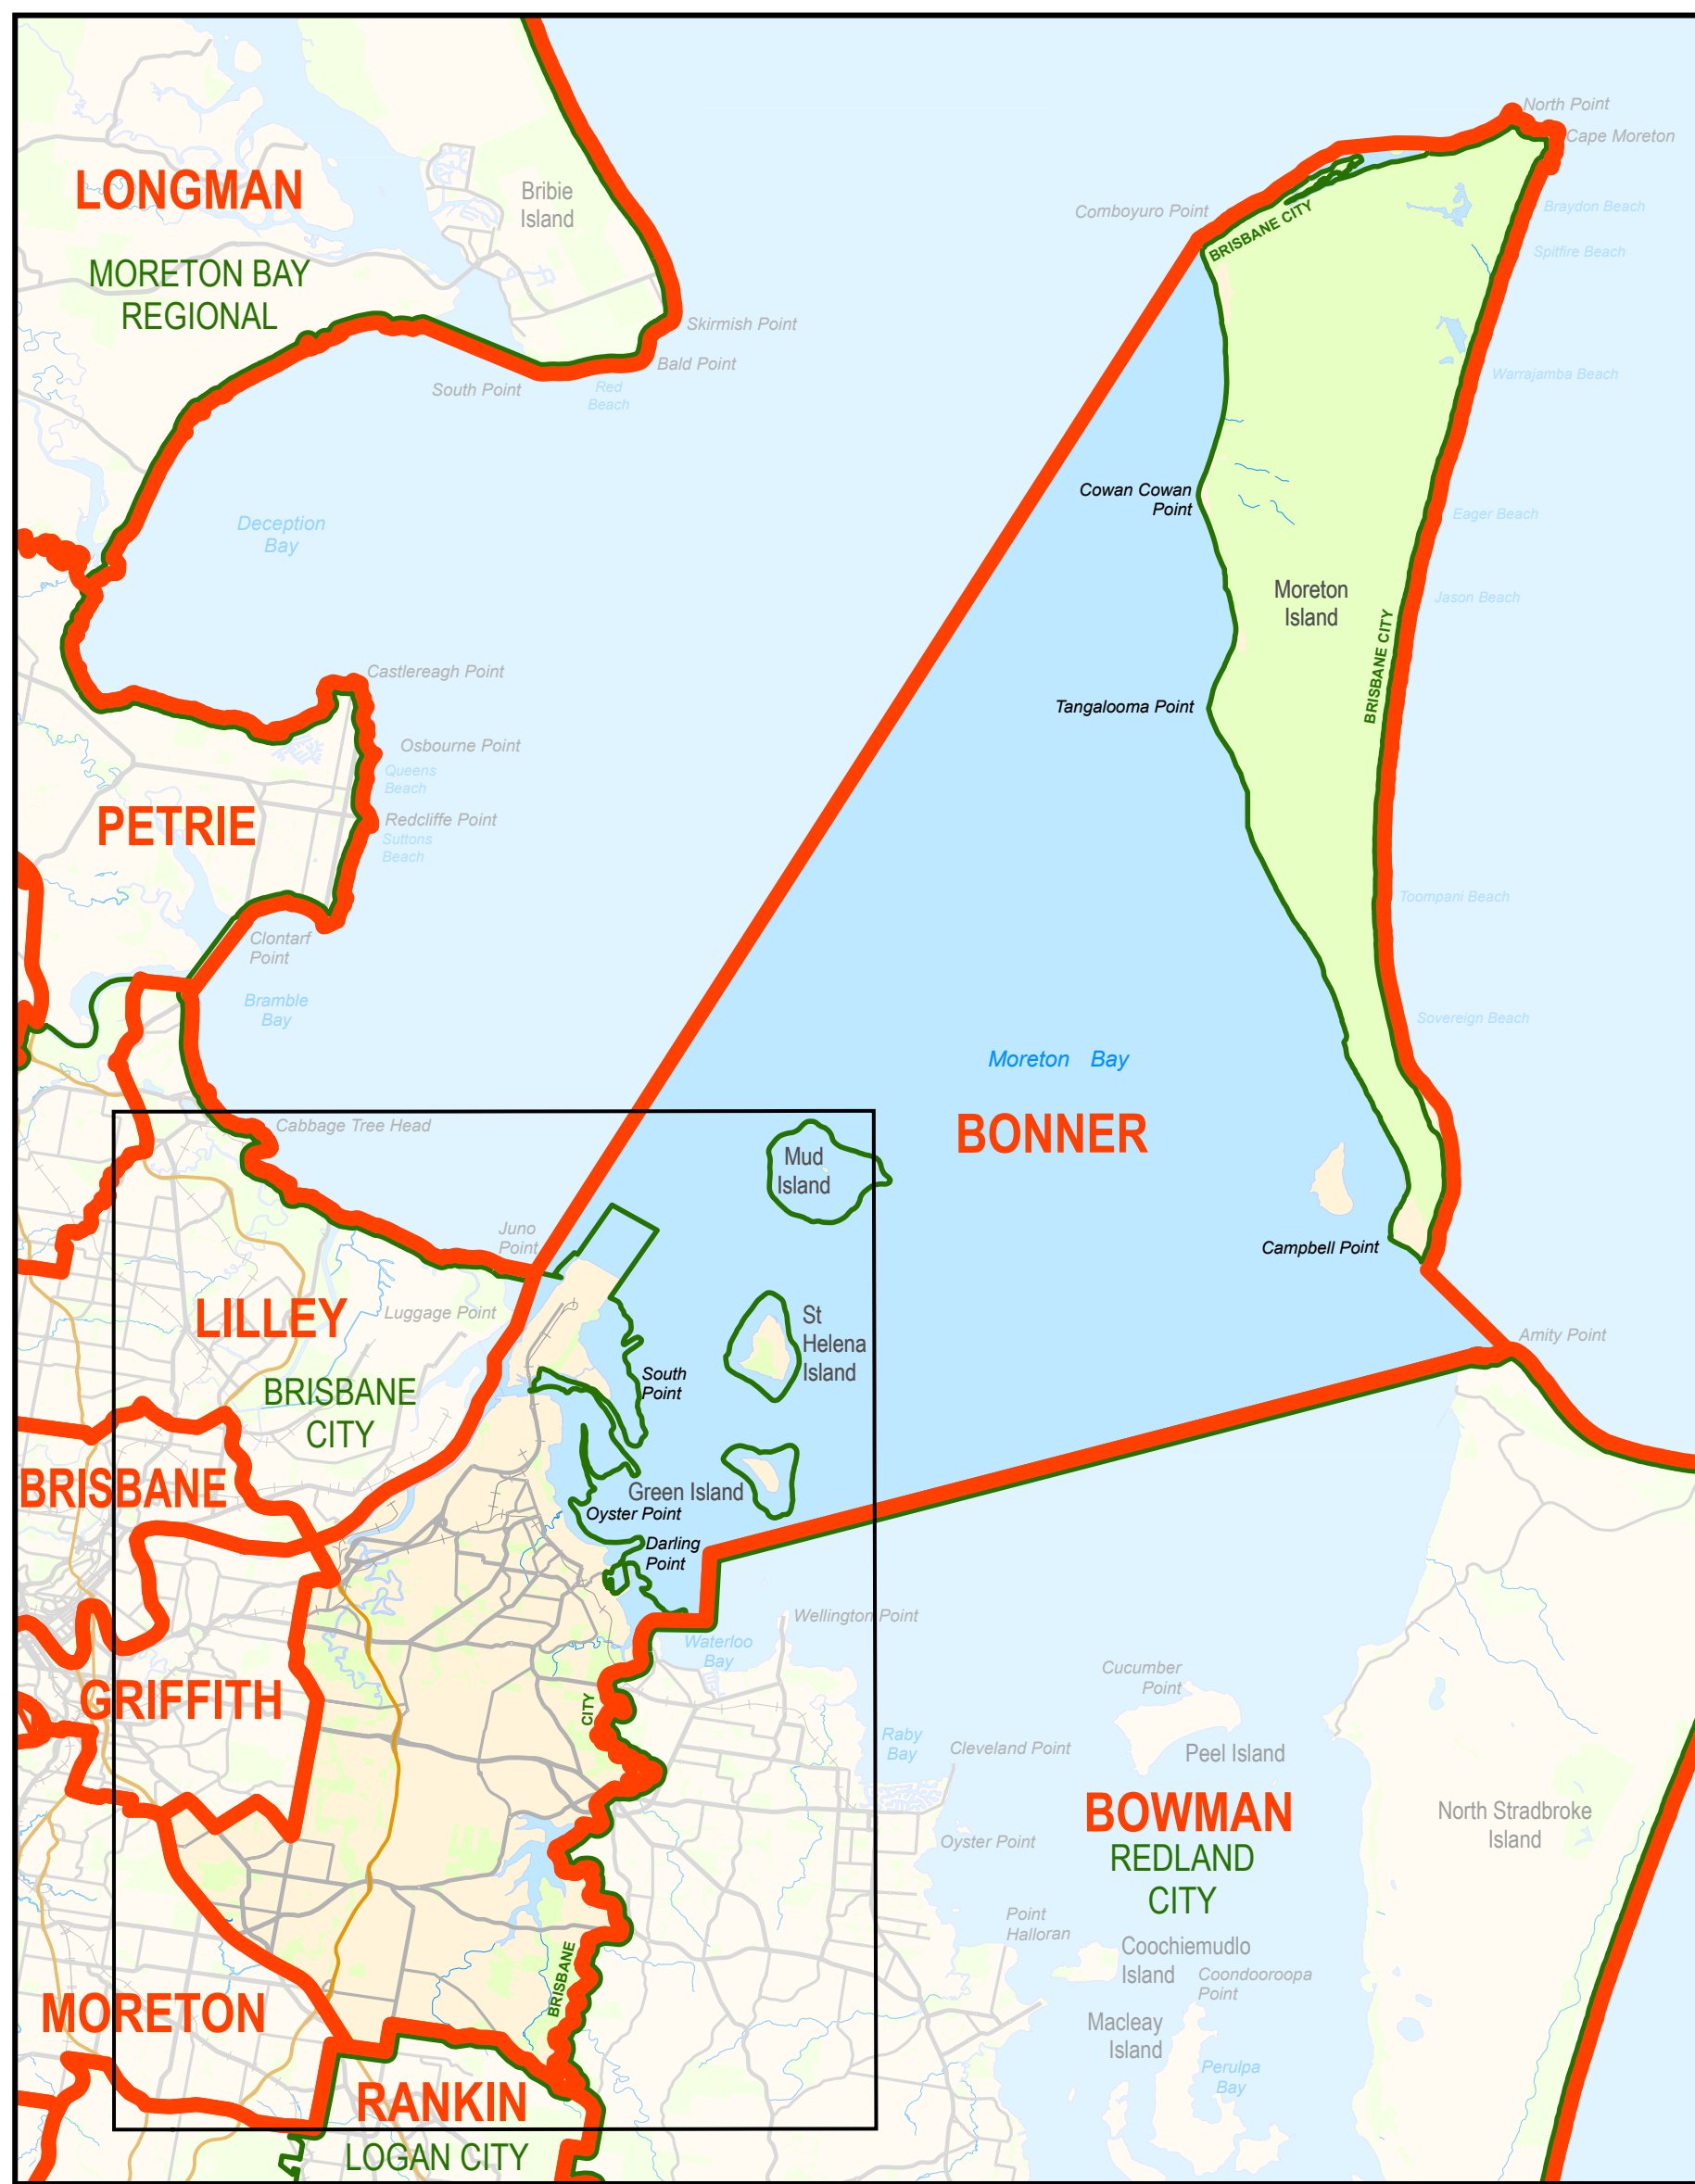 North Point
Cape Moreton
LONGMAN
Bribie
Island
Comboyuro Point
BRISBANE CITY
Braydon Beach
Spitfire Beach
MORETON BAY
REGIONAL
Skirmish Point
Bald Point
South Point
Red
Beach
Warrajamba Beach
Cowan Cowan
Point
Eager Beach
Deception
Bay
Moreton
Island
Jason Beach
BRISBANE CITY
Castlereagh Point
Tangalooma Point
Osbourne Point
Queens
Beach
PETRIE
Redcliffe Point
Suttons
Beach
Toompani Beach
Clontarf
Point
Bramble
Bay
Sovereign Beach
Moreton Bay
BONNER
Cabbage Tree Head
Mud
Island
Juno
Point
Campbell Point
LILLEY
Luggage Point
St
Helena
Island
Amity Point
South
Point
BRISBANE
CITY
BRISBANE
Green Island
Oyster Point
Darling
Point
Wellington Point
Waterloo
Bay
GRIFFITH
CITY
Cucumber
Point
Raby
Bay
Cleveland Point
Peel Island
BOWMAN
REDLAND
CITY
North Stradbroke
Island
Oyster Point
Point
Halloran
Coochiemudlo
Island
Coondooroopa
Point
BRISBANE
MORETON
Macleay
Island
Perulpa
Bay
RANKIN
LOGAN CITY